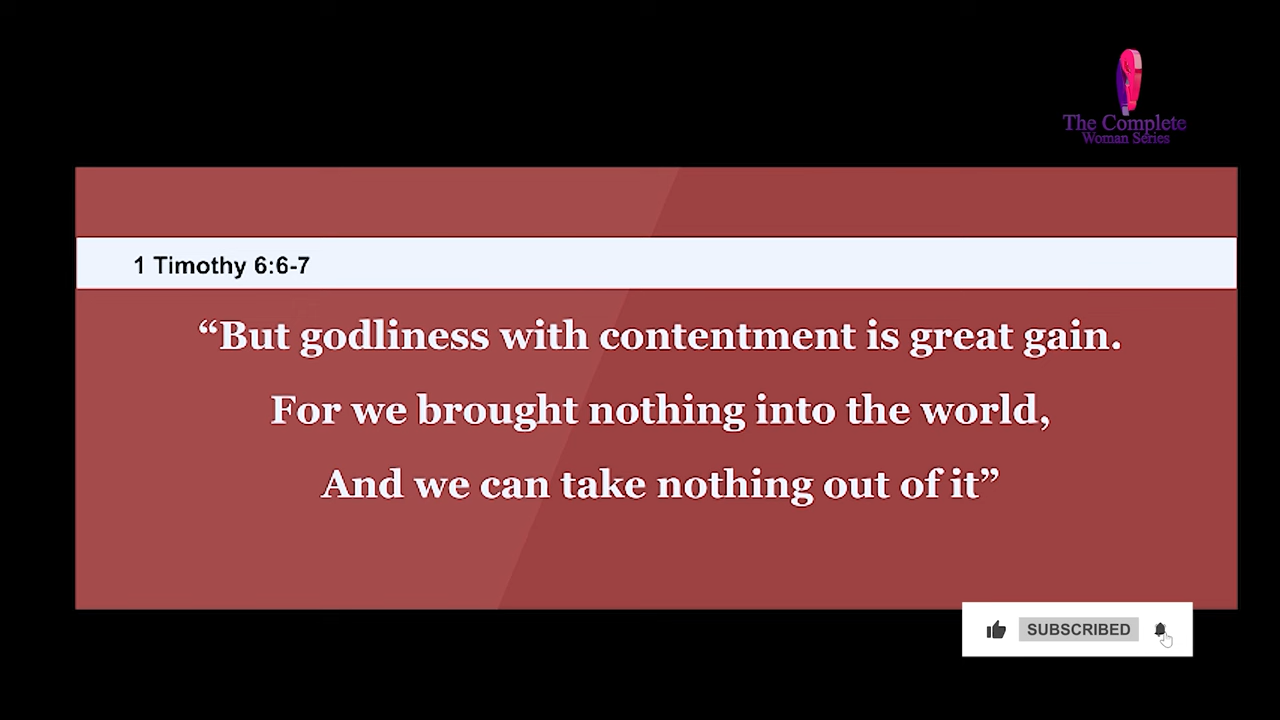 The Complete
Woman Series
1 Timothy 6:6-7
“But godliness with contentment is great gain.
For we brought nothing into the world,
And we can take nothing out of it”
SUBSCRIBED